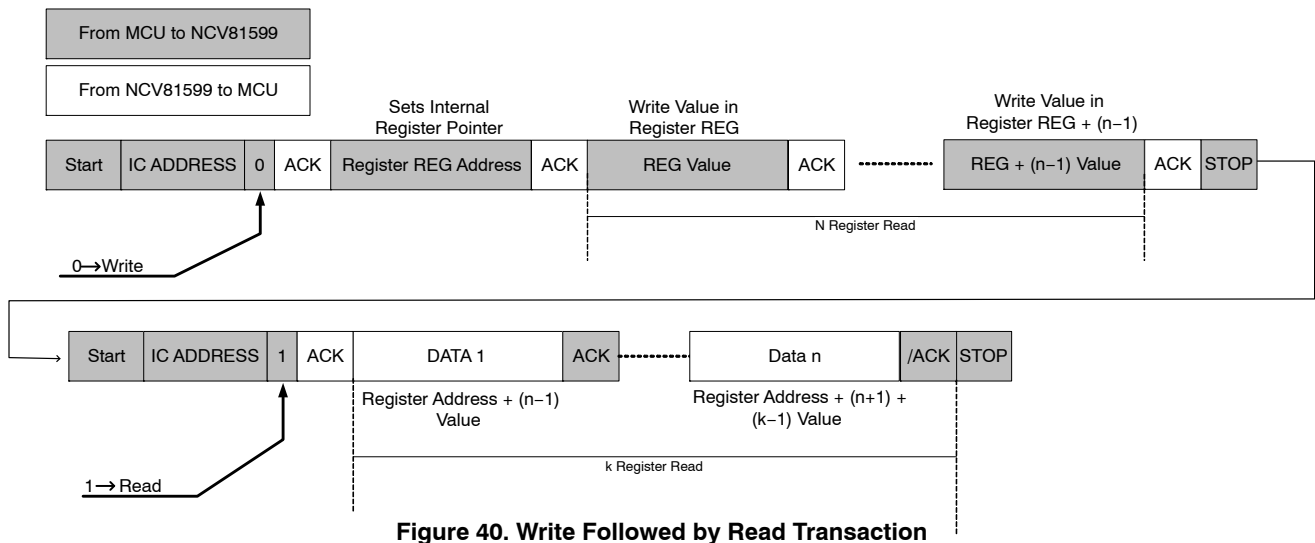 From MCU to NCV81599
From NCV81599 to MCU
Sets Internal
Register Pointer
Write Value in
Register REG
Write Value in
Register REG + (n−1)
Start IC ADDRESS 0 ACK Register REG Address ACK REG Value ACK REG + (n−1) Value ACK STOP
N Register Read
0→Write
Start IC ADDRESS 1 ACK DATA 1 ACK Data n /ACK STOP
Register Address + (n−1)
Value
Register Address + (n+1) +
(k−1) Value
k Register Read
1→Read
Figure 40. Write Followed by Read Transaction